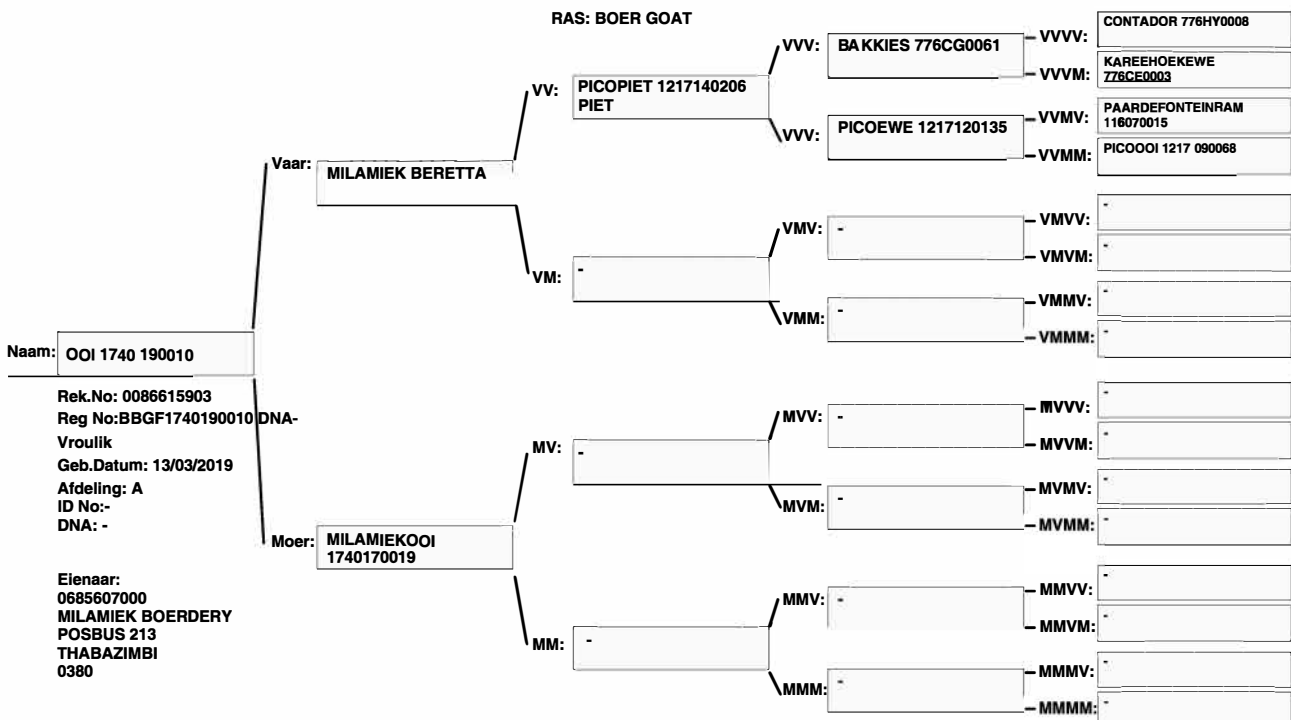 RAS: BOER GOAT
Naam: OOI 1740 190010
Rek.No: 0086615903
Reg No:BBGF1740190010 DNA-
Vroulik
Geb.Datum: 13/03/2019
Afdeling: A
ID No:-
DNA: -
Eienaar:
0685607000
MILAMIEK BOERDERY
POSBUS 213
THABAZIMBI
0380
Vaar: MILAMIEK BERETTA
Moer: MILAMIEKOOI
1740170019
VV: PICOPIET 1217140206
PIET
VM: -
MV: -
MM: -
VVV: BAKKIES 776CG0061
VVV: PICOEWE 1217120135
VMV: -
VMM: -
MVV: -
MVM: -
MMV: -
MMM: -
VVVV: CONTADOR 776HY0008
VVVM: KAREEHOEKEWE
776CE0003
VVMV: PAARDEFONTEINRAM
116070015
VVMM: PICOOOI 1217 090068
VMVV: -
VMVM: -
VMMV: -
VMMM: -
MVVV: -
MVVM: -
MVMV: -
MVMM: -
MMVV: -
MMVM: -
MMMV: -
MMMM: -